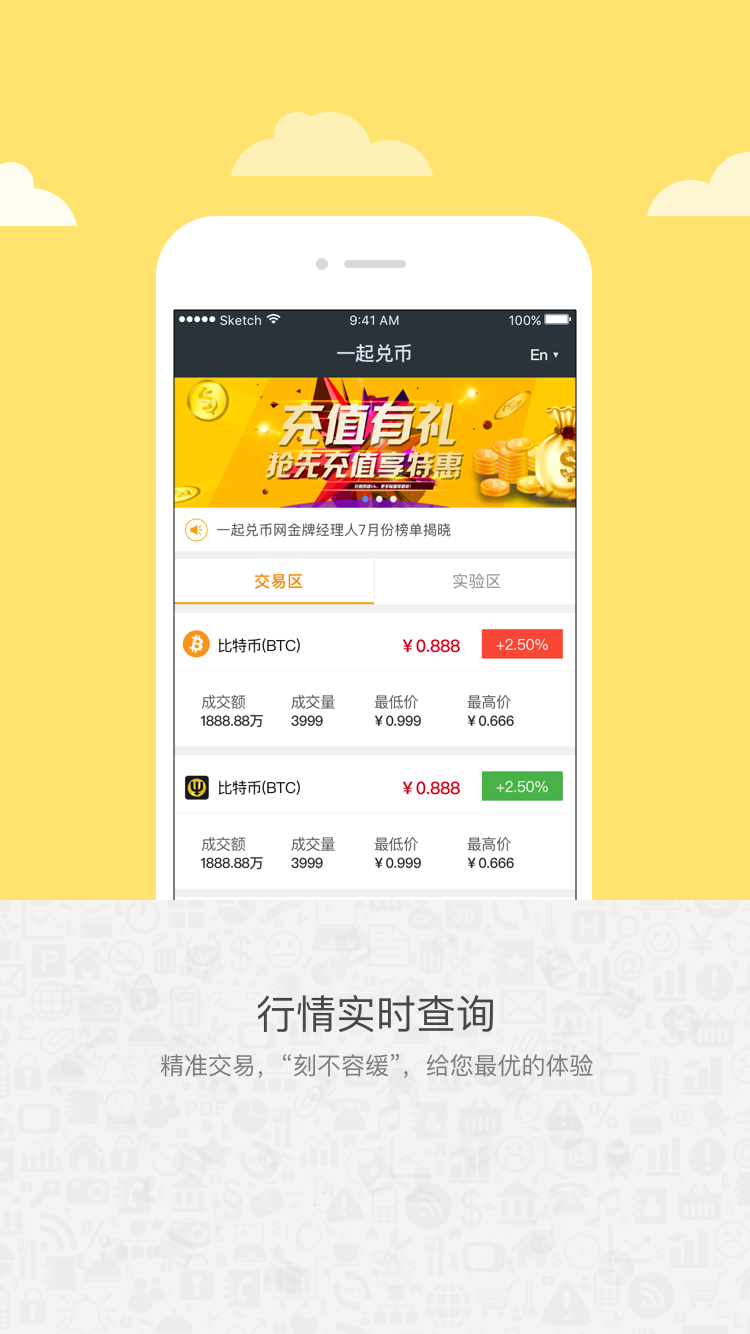 Sketch 9:41 AM 100%
一起兑币 En
充值有礼
抢先充值享特惠
一起兑币网金牌经理人7月份榜单揭晓
交易区 实验区
比特币(BTC) ¥0.888 +2.50%
成交额 成交量 最低价 最高价
1888.88万 3999 ¥0.999 ¥0.666
比特币(BTC) ¥0.888 +2.50%
成交额 成交量 最低价 最高价
1888.88万 3999 ¥0.999 ¥0.666
行情实时查询
精准交易，“刻不容缓”，给您最优的体验